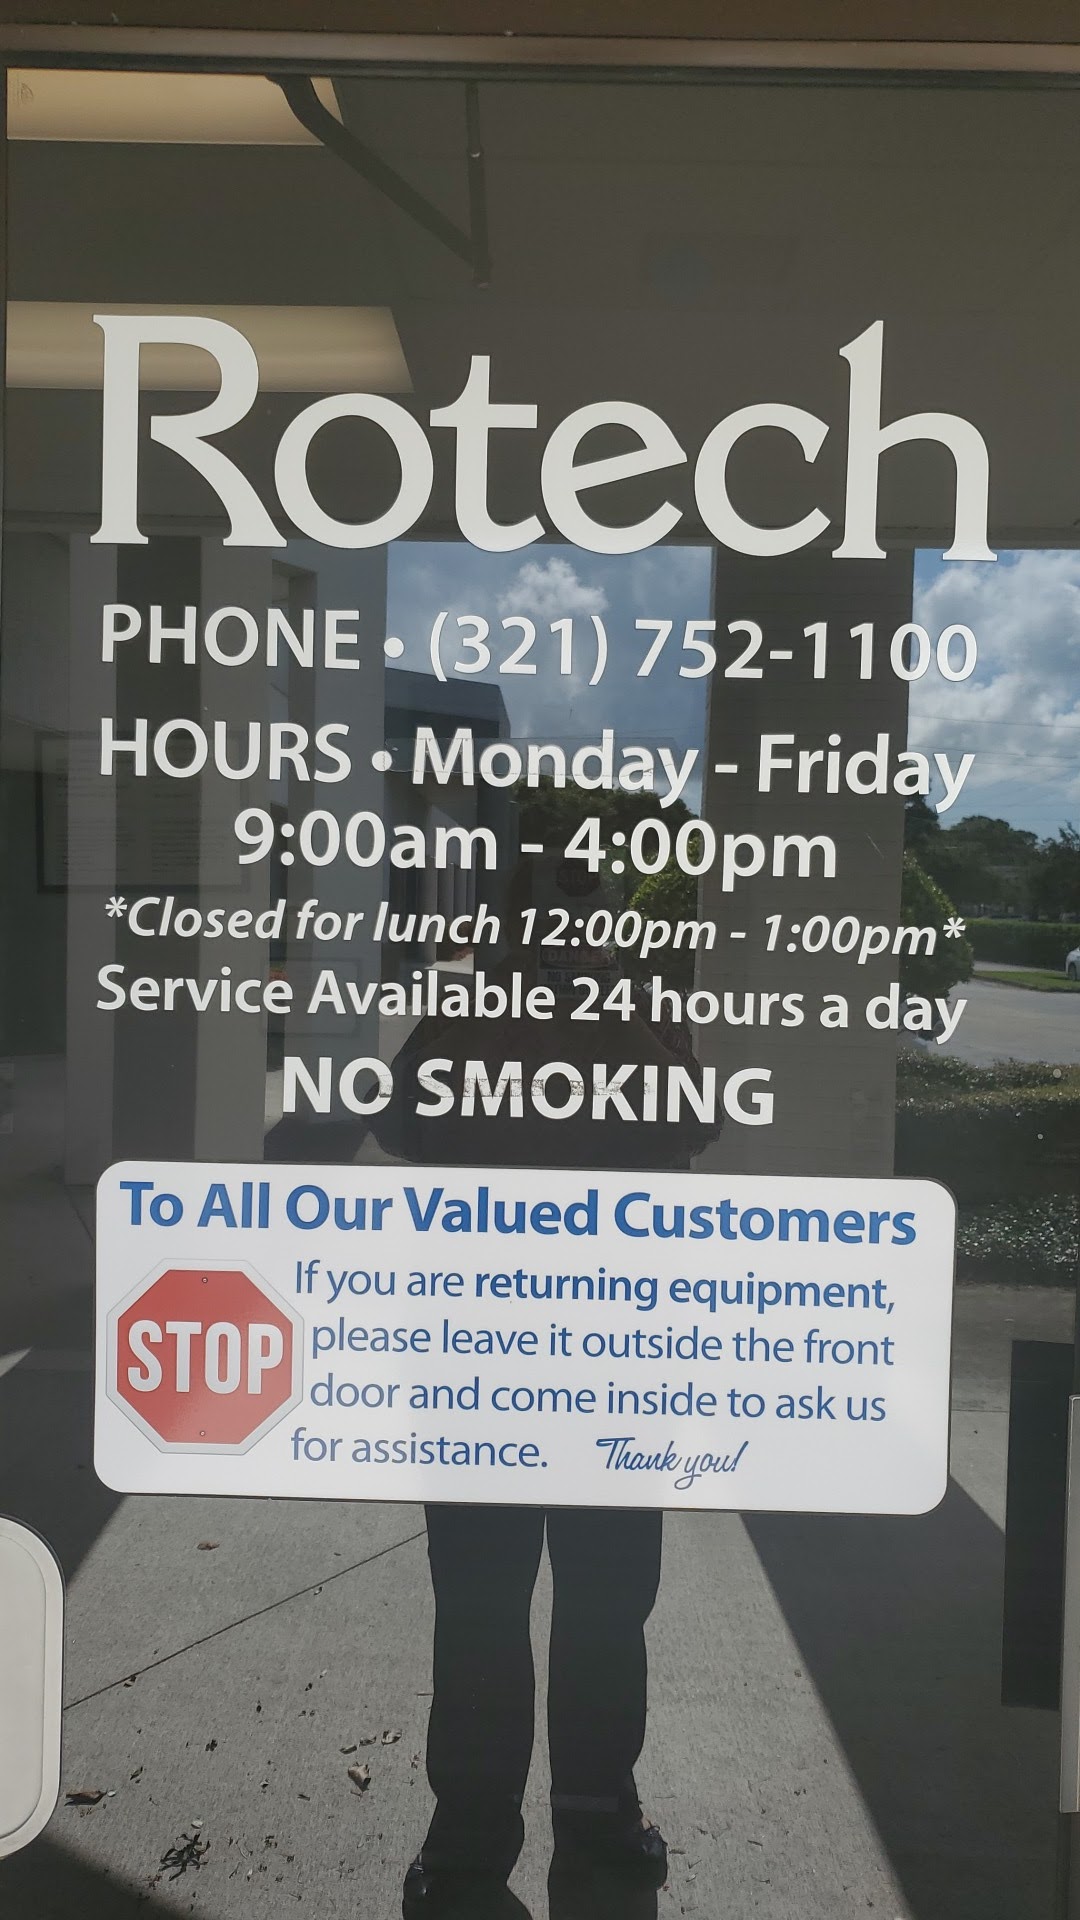 Rotech
PHONE • (321) 752-1100
HOURS • Monday - Friday
9:00am - 4:00pm
*Closed for lunch 12:00pm - 1:00pm*
Service Available 24 hours a day
NO SMOKING
To All Our Valued Customers
STOP
If you are returning equipment,
please leave it outside the front
door and come inside to ask us
for assistance. Thank you!